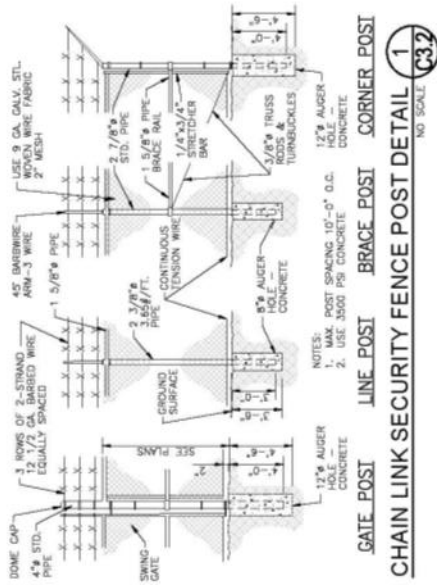 DOME CAP
4"ø STD.
PIPE
SWING
GATE
3 ROWS OF 2-STRAND
12 1/2 GA. BARBED WIRE
EQUALLY SPACED
SEE PLANS
2"
4'-0"
4'-6"
12"ø AUGER
HOLE –
CONCRETE
GATE POST
1 5/8"ø PIPE
2 3/8"ø
3.65#/FT.
PIPE
GROUND
SURFACE
3'-0"
3'-6"
LINE POST
45° BARBWIRE
ARM-3 WIRE
CONTINUOUS
TENSION WIRE
8"ø AUGER
HOLE –
CONCRETE
BRACE POST
USE 9 GA. GALV. STL.
WOVEN WIRE FABRIC
2" MESH
2 7/8"ø
STD. PIPE
1 5/8"ø PIPE
BRACE RAIL
1/4"x3/4"
STRETCHER
BAR
3/8"ø TRUSS
RODS &
TURNBUCKLES
4'-0"
4'-6"
12"ø AUGER
HOLE –
CONCRETE
CORNER POST
NOTES:
1. MAX. POST SPACING 10'-0" O.C.
2. USE 3500 PSI CONCRETE
CHAIN LINK SECURITY FENCE POST DETAIL
NO SCALE
1
C3.2